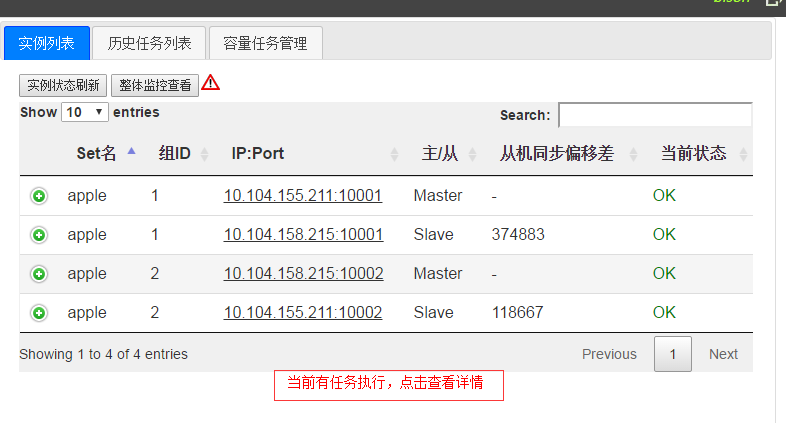 实例列表 历史任务列表 容量任务管理
实例状态刷新 整体监控查看
Show 10 entries Search:
Set名 组ID IP:Port 主/从 从机同步偏移差 当前状态
apple 1 10.104.155.211:10001 Master - OK
apple 1 10.104.158.215:10001 Slave 374883 OK
apple 2 10.104.158.215:10002 Master - OK
apple 2 10.104.155.211:10002 Slave 118667 OK
Showing 1 to 4 of 4 entries Previous 1 Next
当前有任务执行，点击查看详情